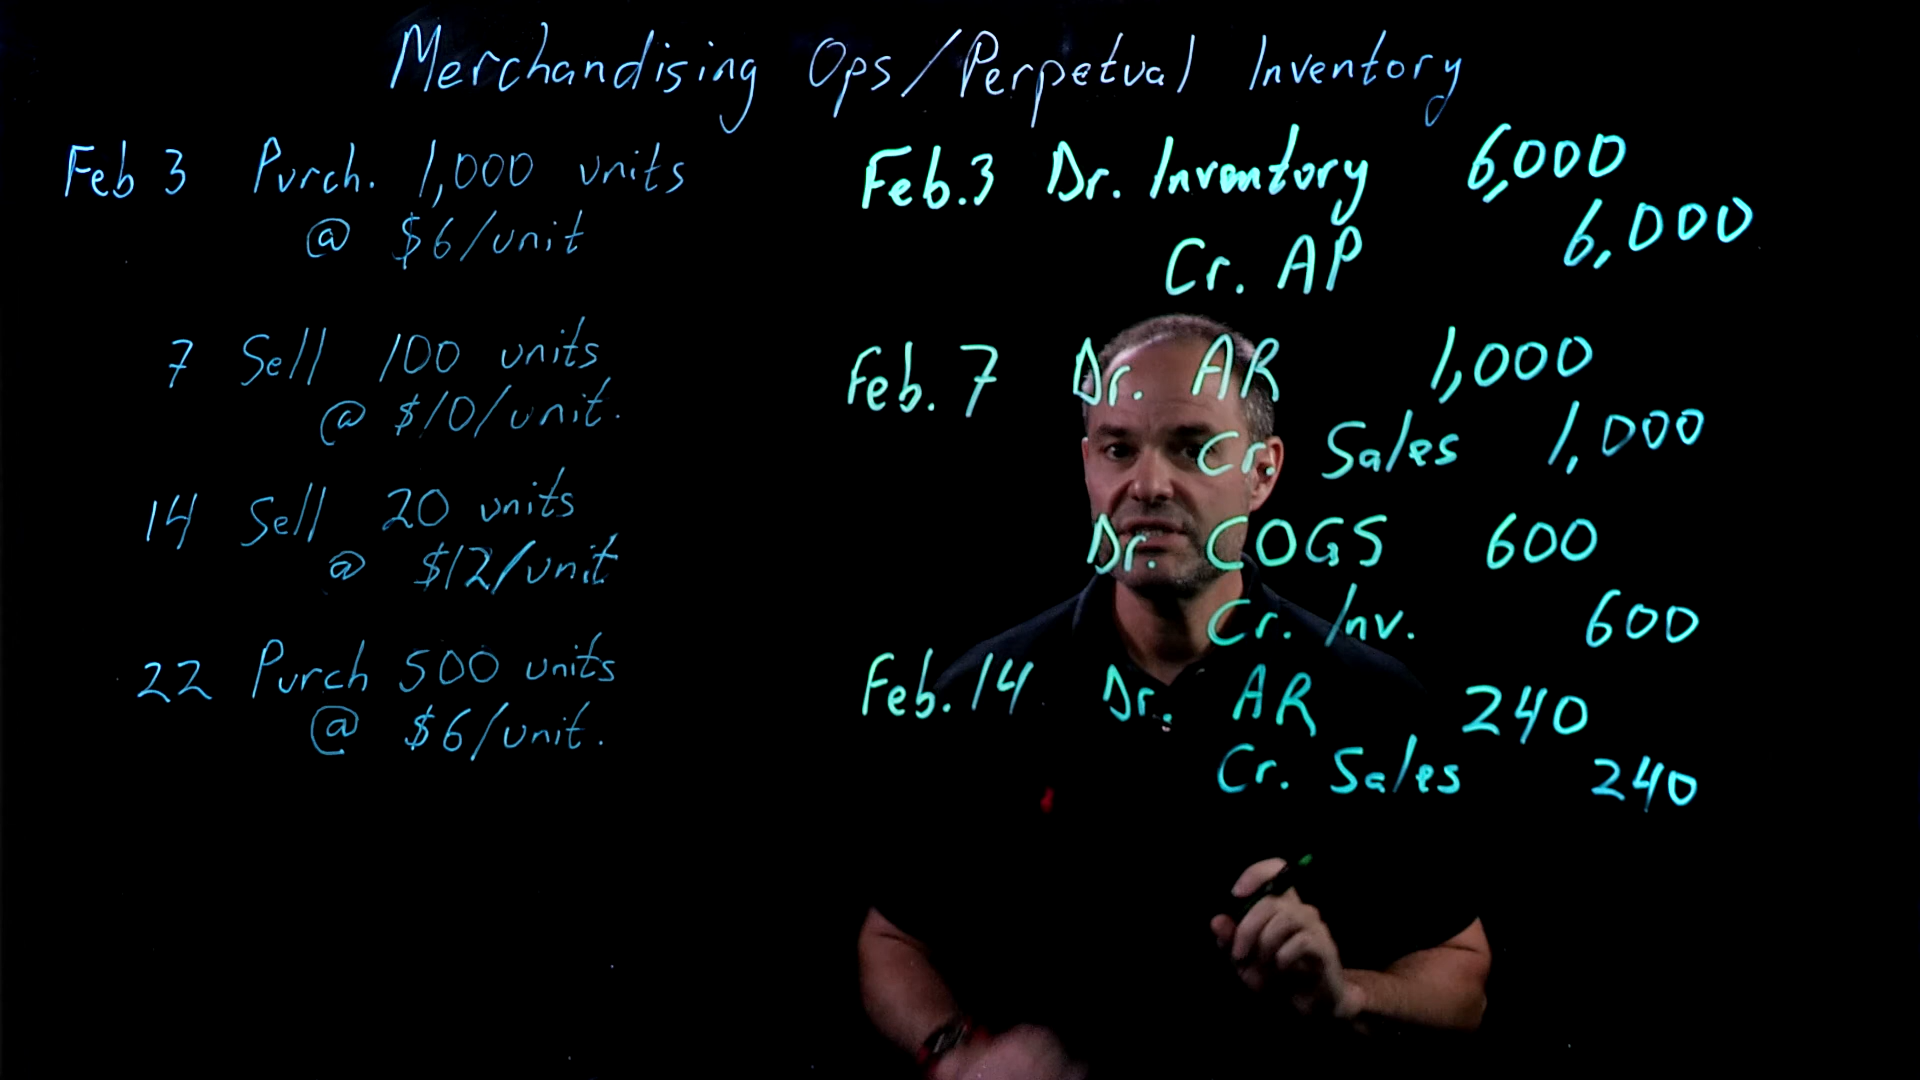 Merchandising Ops/Perpetual Inventory
Feb 3 Purch. 1,000 units
@ $6/unit
7 Sell 100 units
@ $10/unit.
14 Sell 20 units
@ $12/unit
22 Purch 500 units
@ $6/unit.
Feb.3 Dr. Inventory 6,000
Cr. AP 6,000
Feb. 7 Dr. AR 1,000
Cr. Sales 1,000
Dr. COGS 600
Cr. Inv. 600
Feb. 14 Dr. AR 240
Cr. Sales 240